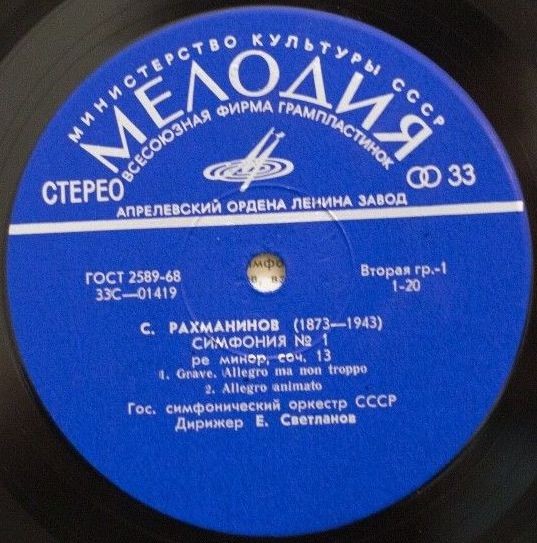 МИНИСТЕРСТВО КУЛЬТУРЫ СССР
МЕЛОДИЯ
ВСЕСОЮЗНАЯ ФИРМА ГРАМПЛАСТИНОК
СТЕРЕО
33
АПРЕЛЕВСКИЙ ОРДЕНА ЛЕНИНА ЗАВОД
ГОСТ 2589-68
33С—01419
Вторая гр.-1
1-20
С. РАХМАНИНОВ (1873—1943)
СИМФОНИЯ № 1
ре минор, соч. 13
1. Grave. Allegro ma non troppo
2. Allegro animato
Гос. симфонический оркестр СССР
Дирижер Е. Светланов